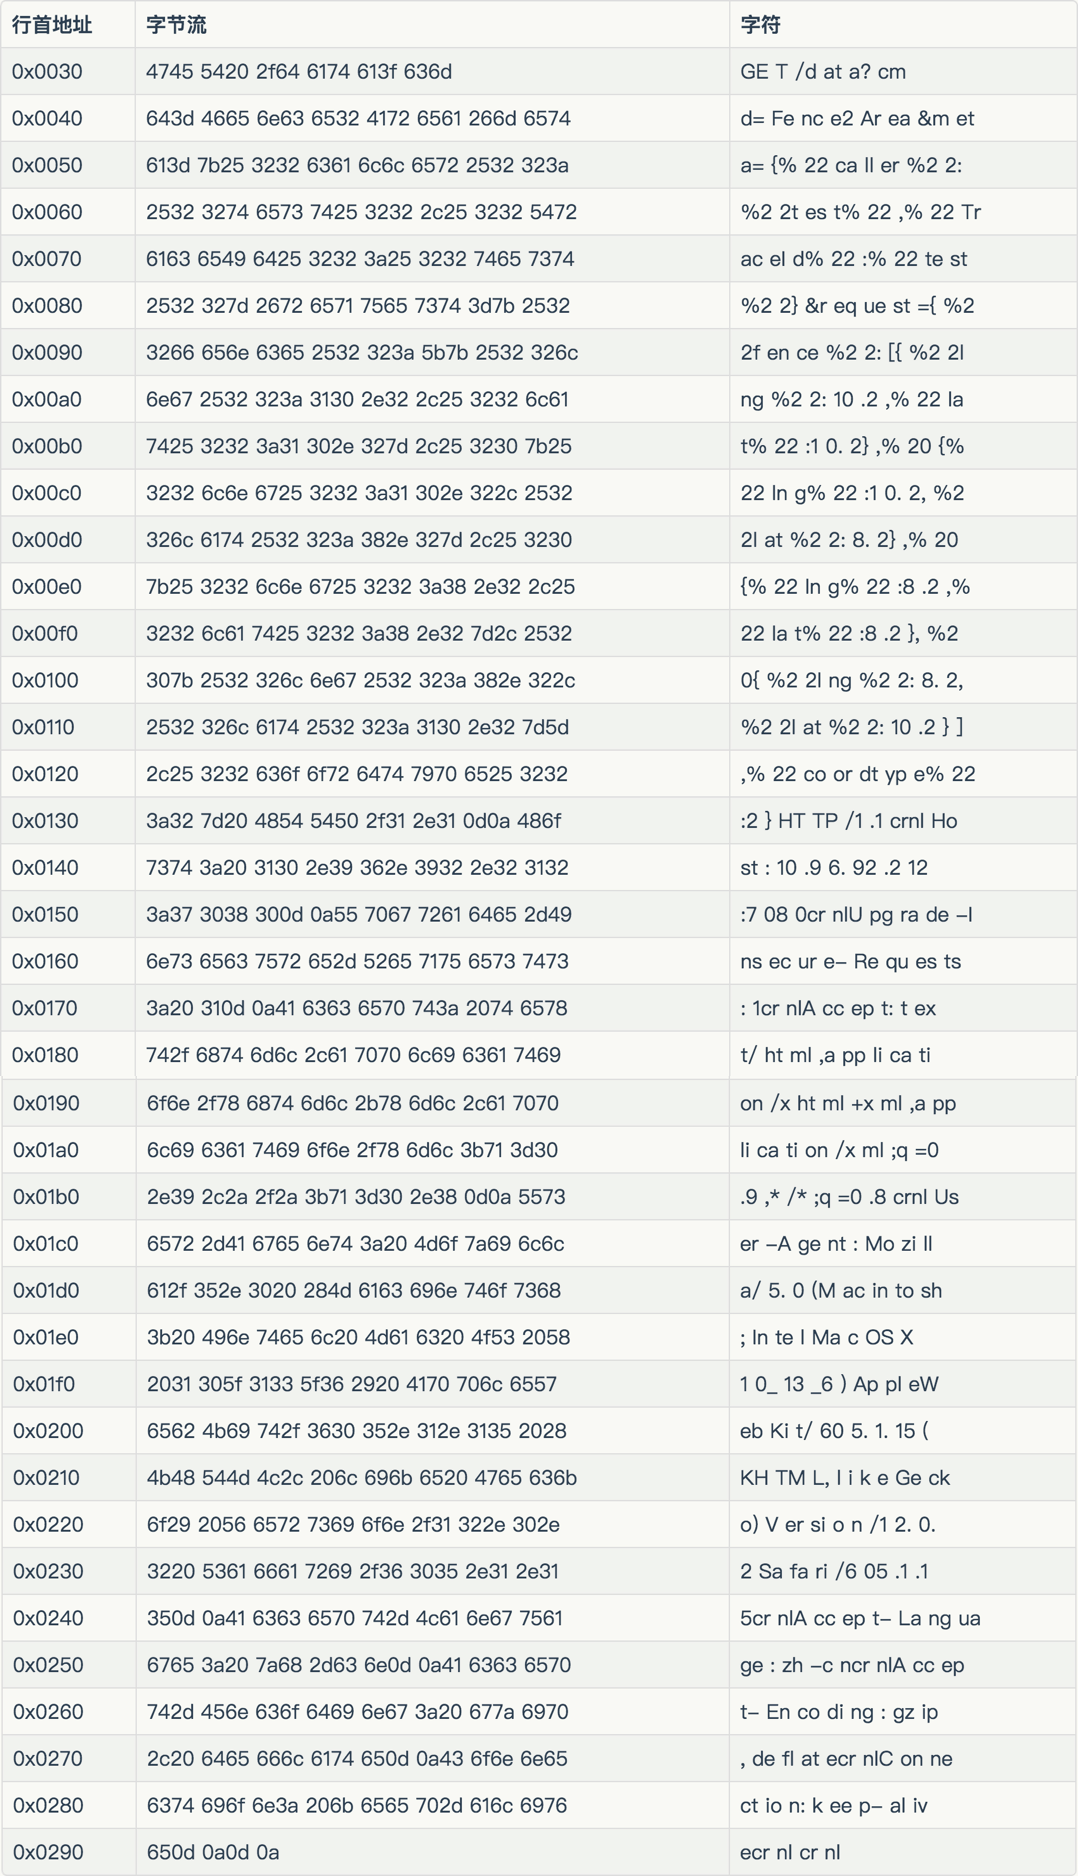 行首地址 字节流 字符
0x0030 4745 5420 2f64 6174 613f 636d GE T /d at a? cm
0x0040 643d 4665 6e63 6532 4172 6561 266d 6574 d= Fe nc e2 Ar ea &m et
0x0050 613d 7b25 3232 6361 6c6c 6572 2532 323a a= {% 22 ca ll er %2 2:
0x0060 2532 3274 6573 7425 3232 2c25 3232 5472 %2 2t es t% 22 ,% 22 Tr
0x0070 6163 6549 6425 3232 3a25 3232 7465 7374 ac eI d% 22 :% 22 te st
0x0080 2532 327d 2672 6571 7565 7374 3d7b 2532 %2 2} &r eq ue st ={ %2
0x0090 3266 656e 6365 2532 323a 5b7b 2532 326c 2f en ce %2 2: [{ %2 2l
0x00a0 6e67 2532 323a 3130 2e32 2c25 3232 6c61 ng %2 2: 10 .2 ,% 22 la
0x00b0 7425 3232 3a31 302e 327d 2c25 3230 7b25 t% 22 :1 0. 2} ,% 20 {%
0x00c0 3232 6c6e 6725 3232 3a31 302e 322c 2532 22 ln g% 22 :1 0. 2, %2
0x00d0 326c 6174 2532 323a 382e 327d 2c25 3230 2l at %2 2: 8. 2} ,% 20
0x00e0 7b25 3232 6c6e 6725 3232 3a38 2e32 2c25 {% 22 ln g% 22 :8 .2 ,%
0x00f0 3232 6c61 7425 3232 3a38 2e32 7d2c 2532 22 la t% 22 :8 .2 }, %2
0x0100 307b 2532 326c 6e67 2532 323a 382e 322c 0{ %2 2l ng %2 2: 8. 2,
0x0110 2532 326c 6174 2532 323a 3130 2e32 7d5d %2 2l at %2 2: 10 .2 } ]
0x0120 2c25 3232 636f 6f72 6474 7970 6525 3232 ,% 22 co or dt yp e% 22
0x0130 3a32 7d20 4854 5450 2f31 2e31 0d0a 486f :2 } HT TP /1 .1 crnl Ho
0x0140 7374 3a20 3130 2e39 362e 3932 2e32 3132 st : 10 .9 6. 92 .2 12
0x0150 3a37 3038 300d 0a55 7067 7261 6465 2d49 :7 08 0cr nlU pg ra de –I
0x0160 6e73 6563 7572 652d 5265 7175 6573 7473 ns ec ur e– Re qu es ts
0x0170 3a20 310d 0a41 6363 6570 743a 2074 6578 : 1cr nlA cc ep t: t ex
0x0180 742f 6874 6d6c 2c61 7070 6c69 6361 7469 t/ ht ml ,a pp li ca ti
0x0190 6f6e 2f78 6874 6d6c 2b78 6d6c 2c61 7070 on /x ht ml +x ml ,a pp
0x01a0 6c69 6361 7469 6f6e 2f78 6d6c 3b71 3d30 li ca ti on /x ml ;q =0
0x01b0 2e39 2c2a 2f2a 3b71 3d30 2e38 0d0a 5573 .9 ,* /* ;q =0 .8 crnl Us
0x01c0 6572 2d41 6765 6e74 3a20 4d6f 7a69 6c6c er –A ge nt : Mo zi ll
0x01d0 612f 352e 3020 284d 6163 696e 746f 7368 a/ 5. 0 (M ac in to sh
0x01e0 3b20 496e 7465 6c20 4d61 6320 4f53 2058 ; In te l Ma c OS X
0x01f0 2031 305f 3133 5f36 2920 4170 706c 6557 1 0_ 13 _6 ) Ap pl eW
0x0200 6562 4b69 742f 3630 352e 312e 3135 2028 eb Ki t/ 60 5. 1. 15 (
0x0210 4b48 544d 4c2c 206c 696b 6520 4765 636b KH TM L, l i k e Ge ck
0x0220 6f29 2056 6572 7369 6f6e 2f31 322e 302e o) V er si o n /1 2. 0.
0x0230 3220 5361 6661 7269 2f36 3035 2e31 2e31 2 Sa fa ri /6 05 .1 .1
0x0240 350d 0a41 6363 6570 742d 4c61 6e67 7561 5cr nlA cc ep t– La ng ua
0x0250 6765 3a20 7a68 2d63 6e0d 0a41 6363 6570 ge : zh –c ncr nlA cc ep
0x0260 742d 456e 636f 6469 6e67 3a20 677a 6970 t– En co di ng : gz ip
0x0270 2c20 6465 666c 6174 650d 0a43 6f6e 6e65 , de fl at ecr nlC on ne
0x0280 6374 696f 6e3a 206b 6565 702d 616c 6976 ct io n: k ee p– al iv
0x0290 650d 0a0d 0a ecr nl cr nl